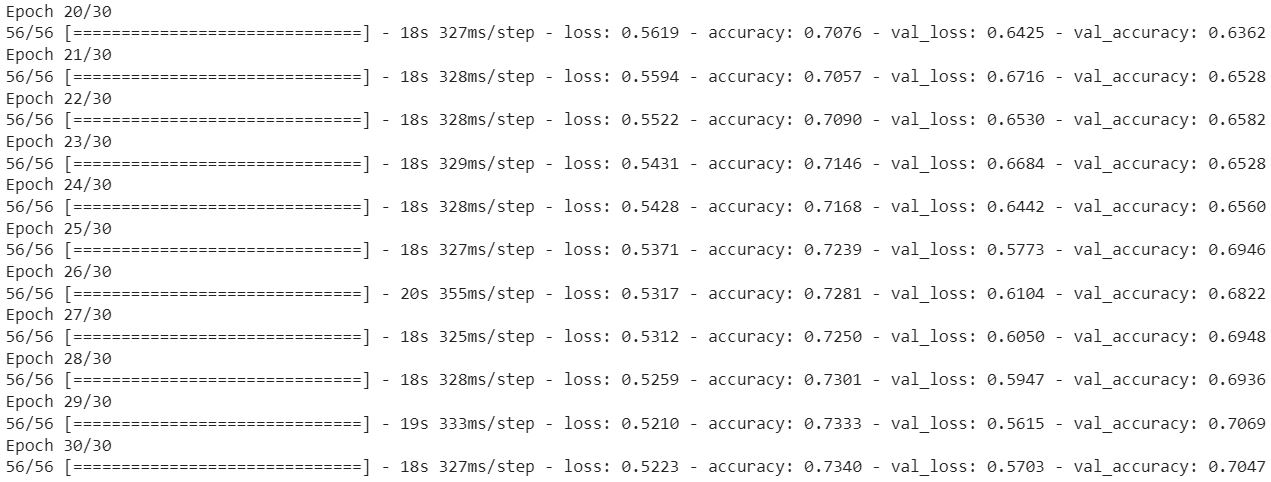 Epoch 20/30
56/56 [==============================] - 18s 327ms/step - loss: 0.5619 - accuracy: 0.7076 - val_loss: 0.6425 - val_accuracy: 0.6362
Epoch 21/30
56/56 [==============================] - 18s 328ms/step - loss: 0.5594 - accuracy: 0.7057 - val_loss: 0.6716 - val_accuracy: 0.6528
Epoch 22/30
56/56 [==============================] - 18s 328ms/step - loss: 0.5522 - accuracy: 0.7090 - val_loss: 0.6530 - val_accuracy: 0.6582
Epoch 23/30
56/56 [==============================] - 18s 329ms/step - loss: 0.5431 - accuracy: 0.7146 - val_loss: 0.6684 - val_accuracy: 0.6528
Epoch 24/30
56/56 [==============================] - 18s 328ms/step - loss: 0.5428 - accuracy: 0.7168 - val_loss: 0.6442 - val_accuracy: 0.6560
Epoch 25/30
56/56 [==============================] - 18s 327ms/step - loss: 0.5371 - accuracy: 0.7239 - val_loss: 0.5773 - val_accuracy: 0.6946
Epoch 26/30
56/56 [==============================] - 20s 355ms/step - loss: 0.5317 - accuracy: 0.7281 - val_loss: 0.6104 - val_accuracy: 0.6822
Epoch 27/30
56/56 [==============================] - 18s 325ms/step - loss: 0.5312 - accuracy: 0.7250 - val_loss: 0.6050 - val_accuracy: 0.6948
Epoch 28/30
56/56 [==============================] - 18s 328ms/step - loss: 0.5259 - accuracy: 0.7301 - val_loss: 0.5947 - val_accuracy: 0.6936
Epoch 29/30
56/56 [==============================] - 19s 333ms/step - loss: 0.5210 - accuracy: 0.7333 - val_loss: 0.5615 - val_accuracy: 0.7069
Epoch 30/30
56/56 [==============================] - 18s 327ms/step - loss: 0.5223 - accuracy: 0.7340 - val_loss: 0.5703 - val_accuracy: 0.7047